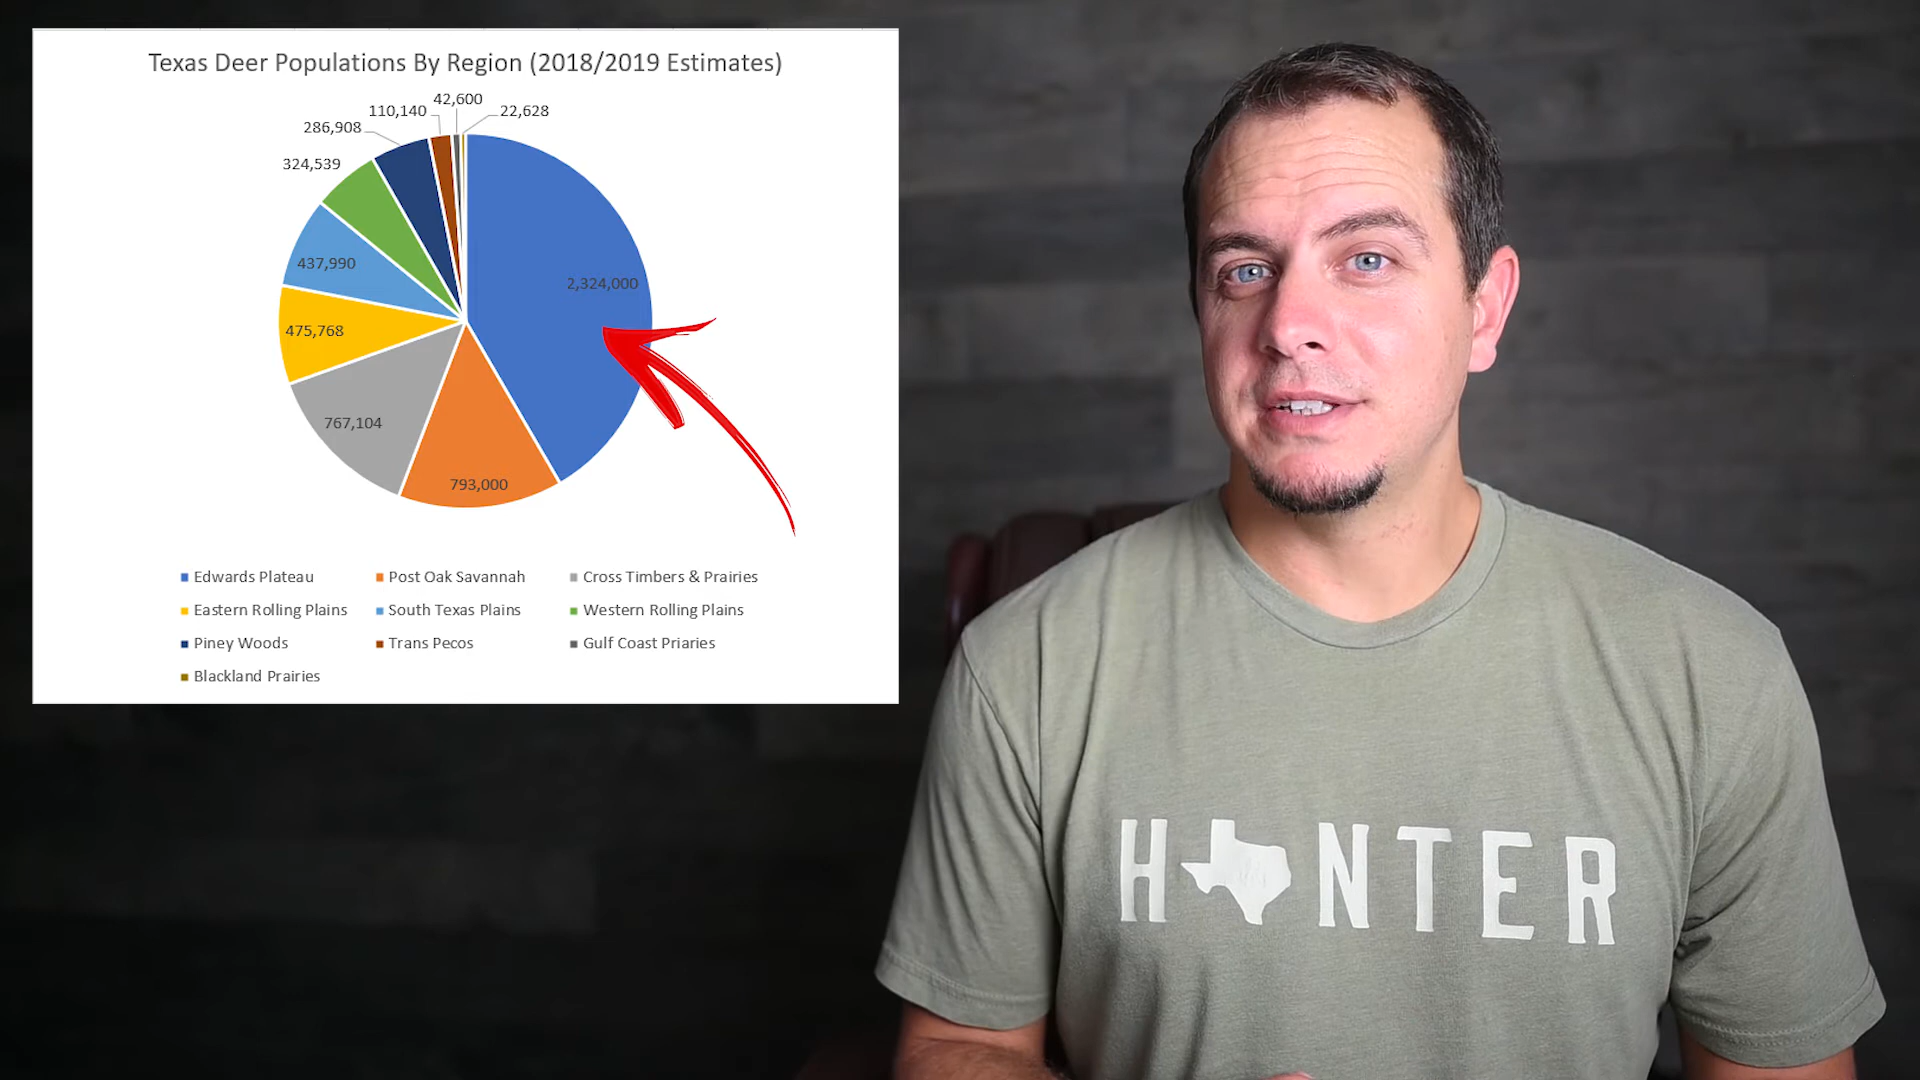 Texas Deer Populations By Region (2018/2019 Estimates)
42,600
110,140
22,628
286,908
324,539
437,990
2,324,000
475,768
767,104
793,000
Edwards Plateau
Post Oak Savannah
Cross Timbers & Prairies
Eastern Rolling Plains
South Texas Plains
Western Rolling Plains
Piney Woods
Trans Pecos
Gulf Coast Priaries
Blackland Prairies
H NTER